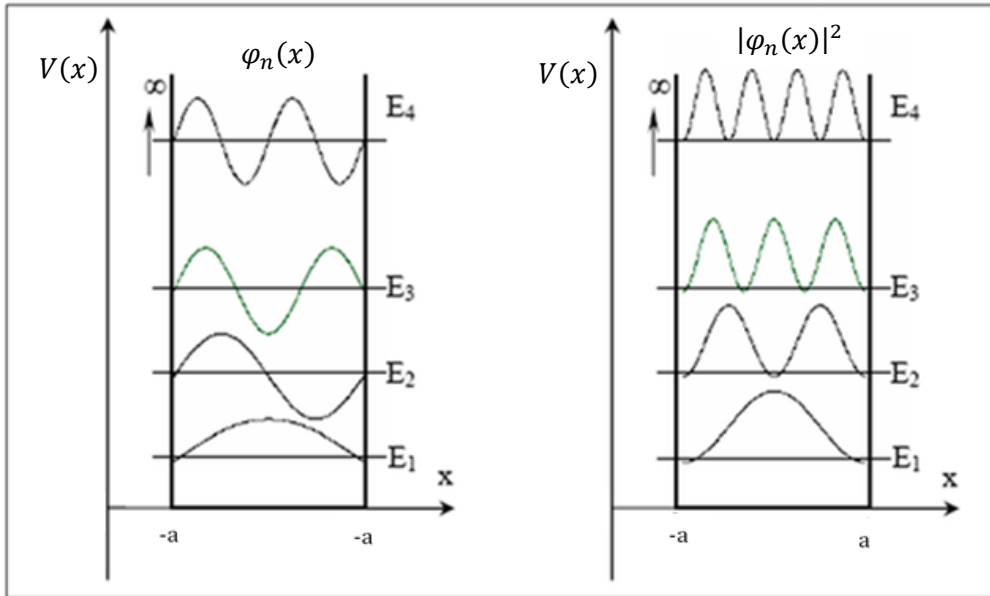 V(x)
φₙ(x)
∞
E₄
E₃
E₂
E₁
x
-a
-a
V(x)
|φₙ(x)|²
∞
E₄
E₃
E₂
E₁
x
-a
a